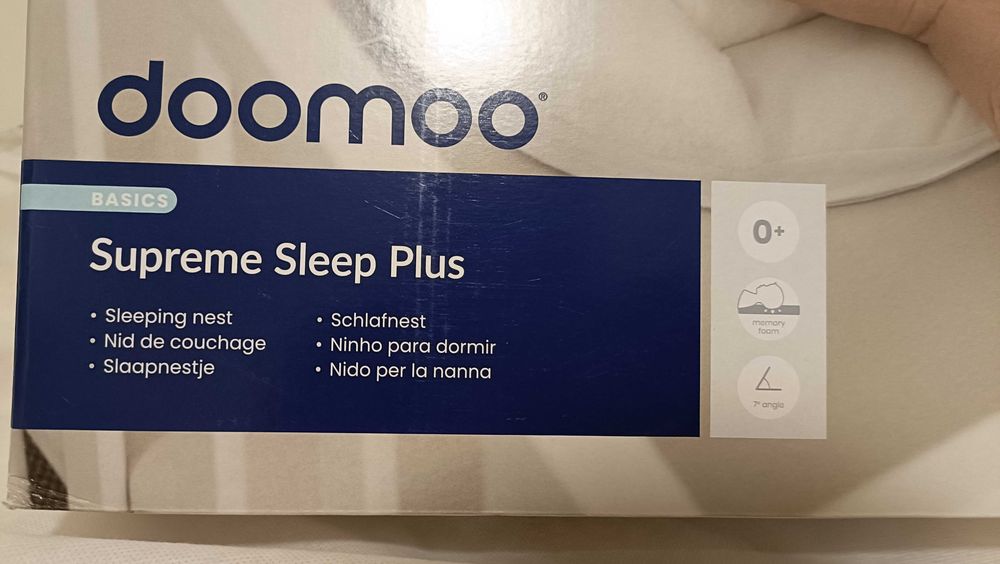 doomoo®
BASICS
Supreme Sleep Plus
• Sleeping nest
• Nid de couchage
• Slaapnestje
• Schlafnest
• Ninho para dormir
• Nido per la nanna
0+
memory
foam
7° angle